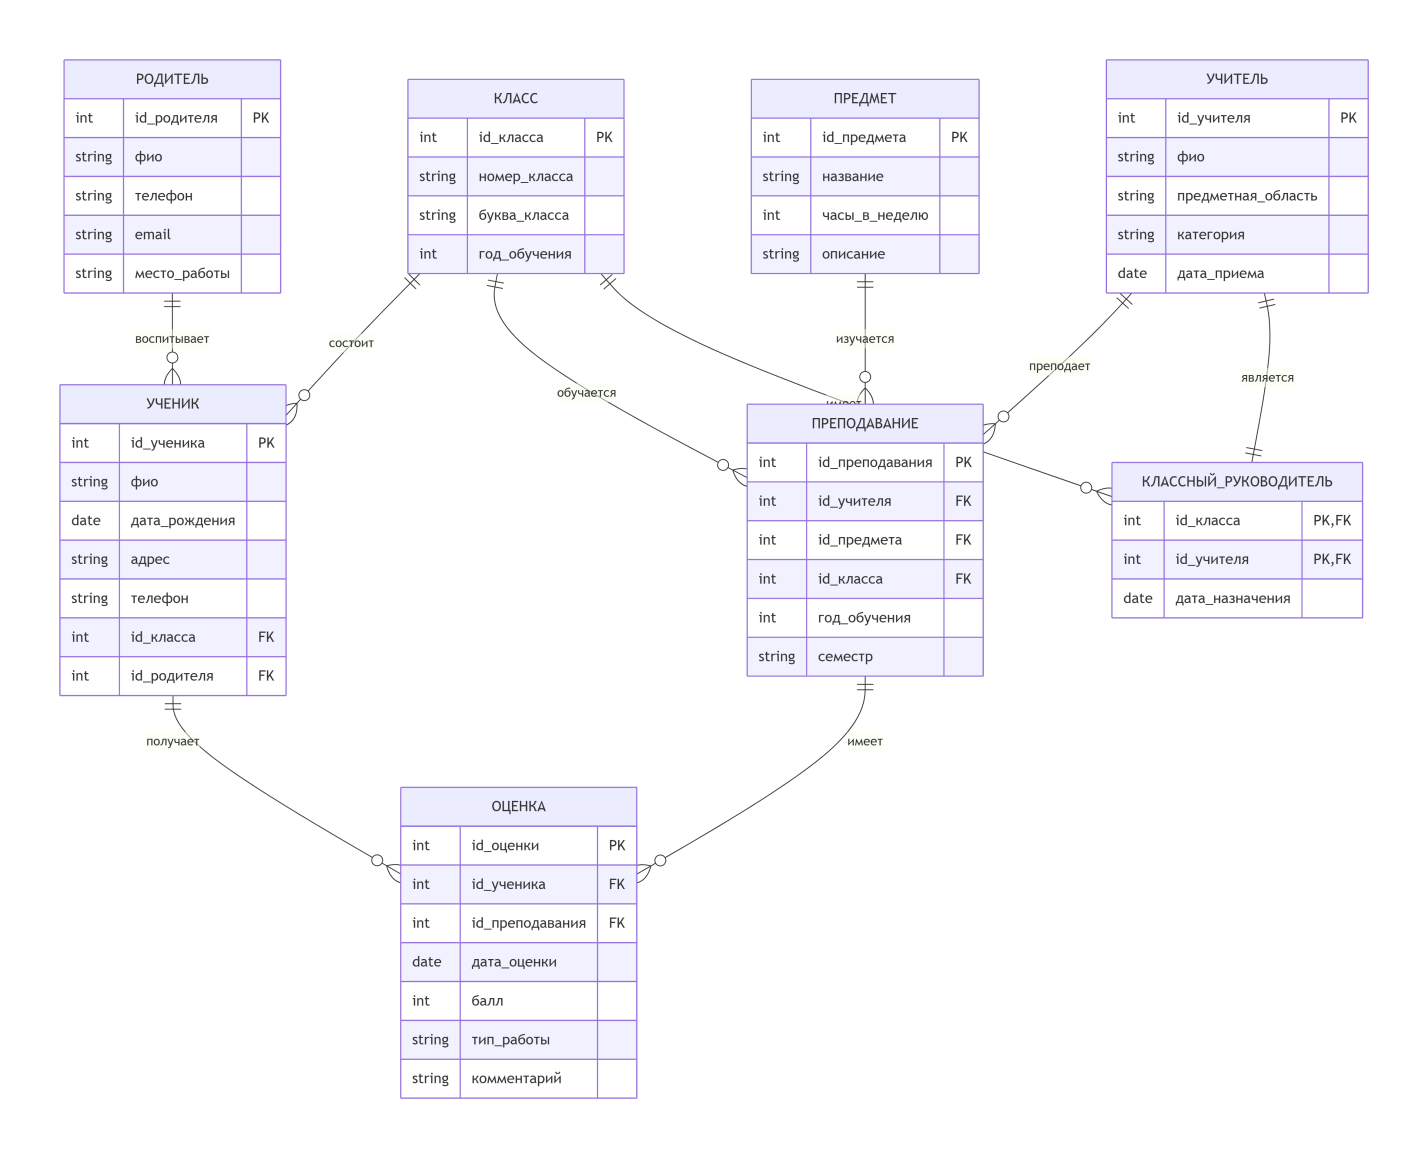 РОДИТЕЛЬ
int id_родителя PK
string фио
string телефон
string email
string место_работы
КЛАСС
int id_класса PK
string номер_класса
string буква_класса
int год_обучения
ПРЕДМЕТ
int id_предмета PK
string название
int часы_в_неделю
string описание
УЧИТЕЛЬ
int id_учителя PK
string фио
string предметная_область
string категория
date дата_приема
воспитывает
состоит
обучается
изучается
преподает
является
УЧЕНИК
int id_ученика PK
string фио
date дата_рождения
string адрес
string телефон
int id_класса FK
int id_родителя FK
ПРЕПОДАВАНИЕ
int id_преподавания PK
int id_учителя FK
int id_предмета FK
int id_класса FK
int год_обучения
string семестр
КЛАССНЫЙ_РУКОВОДИТЕЛЬ
int id_класса PK,FK
int id_учителя PK,FK
date дата_назначения
получает
имеет
ОЦЕНКА
int id_оценки PK
int id_ученика FK
int id_преподавания FK
date дата_оценки
int балл
string тип_работы
string комментарий